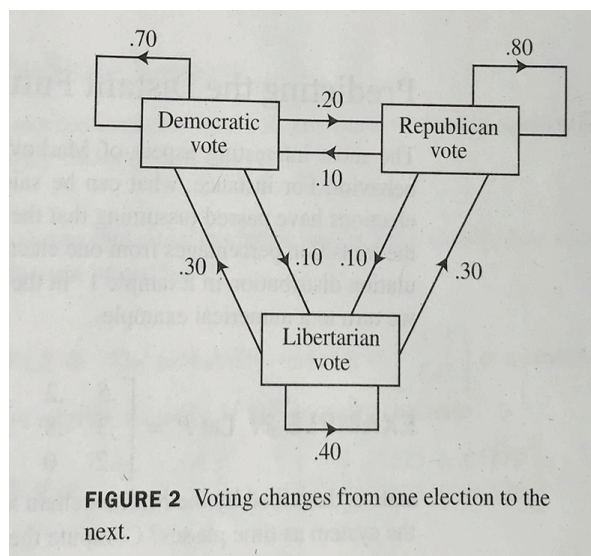 .70
.80
.20
Democratic
vote
Republican
vote
.10
.30
.10
.10
.30
Libertarian
vote
.40
FIGURE 2 Voting changes from one election to the
next.